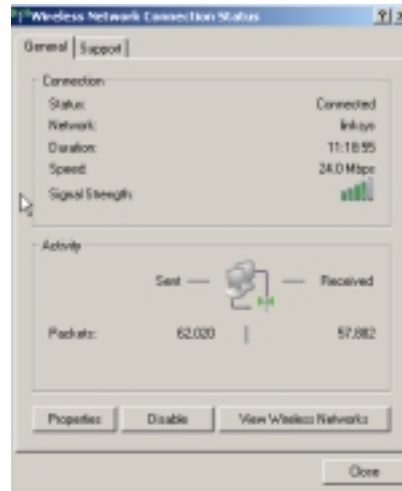 Wireless Network Connection Status
General Support
Connection
Status: Connected
Network: linksys
Duration: 11:18:55
Speed: 24.0 Mbps
Signal Strength:
Activity
Sent Received
Packets: 62,020 57,882
Properties Disable View Wireless Networks
Close